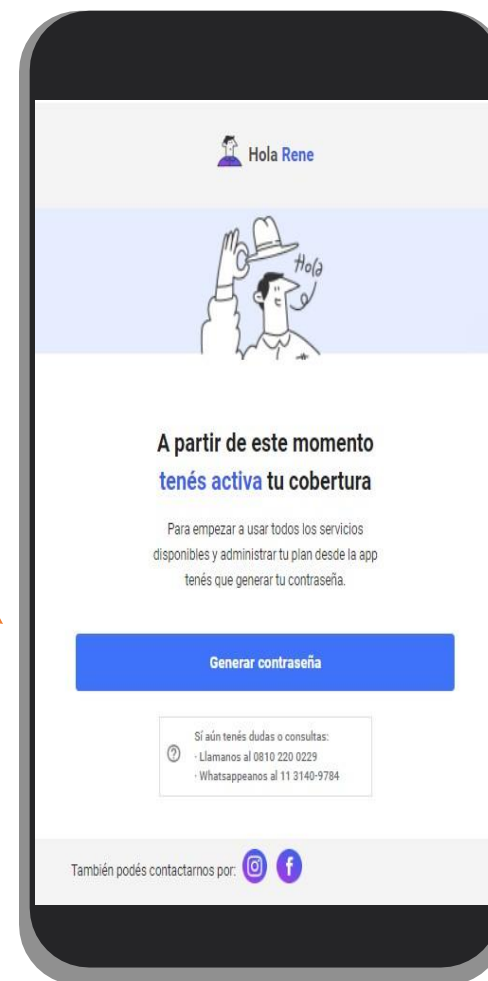 Hola Rene
Hola
A partir de este momento
tenés activa tu cobertura
Para empezar a usar todos los servicios
disponibles y administrar tu plan desde la app
tenés que generar tu contraseña.
Generar contraseña
Sí aún tenés dudas o consultas:
· Llamanos al 0810 220 0229
· Whatsappeanos al 11 3140-9784
También podés contactarnos por: